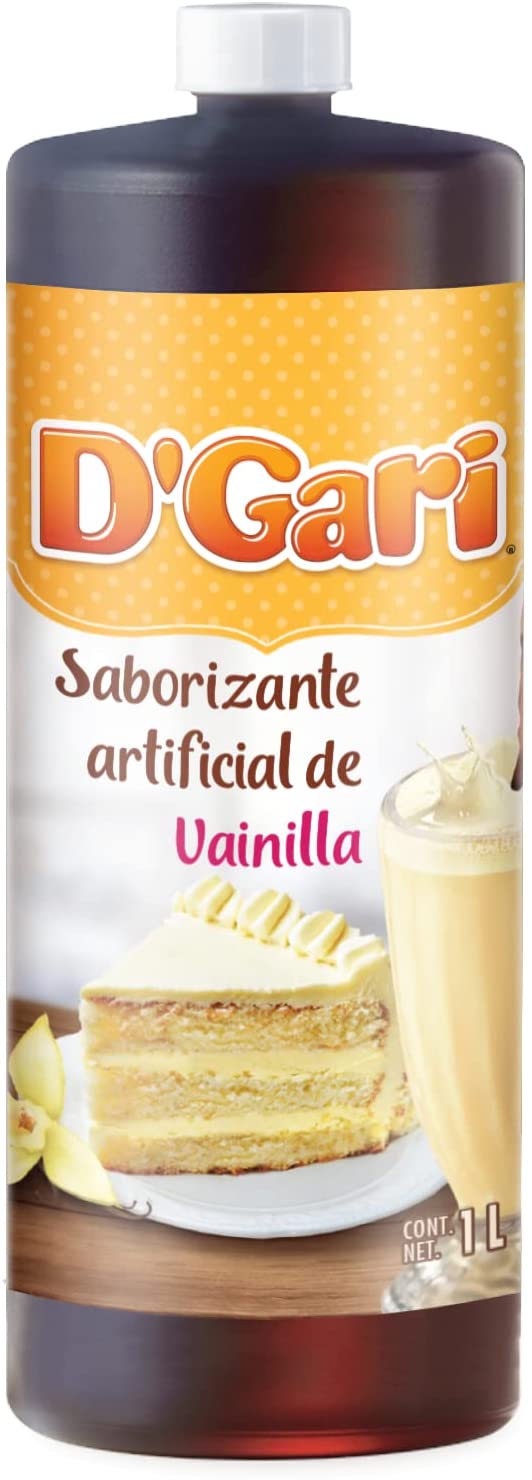 D'Gari®
Saborizante
artificial de
Vainilla
CONT.
NET. 1 L